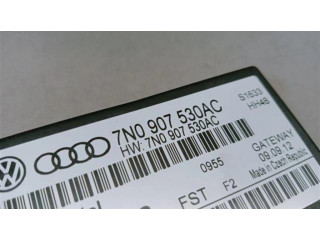 7N0 907 530AC
HW: 7N0 907 530AC
S1633
HH48
0955
GATEWAY
09.09.12
Made in Czech Republic
FST F2